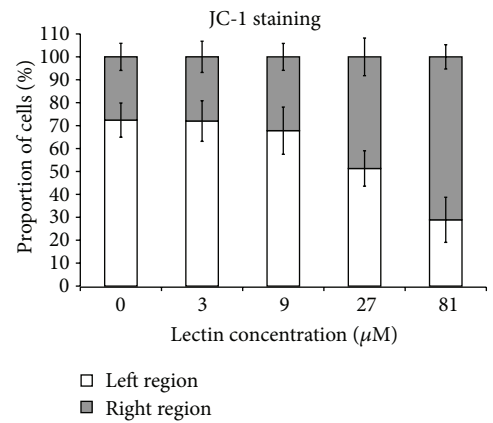 JC-1 staining
Proportion of cells (%)
110
100
90
80
70
60
50
40
30
20
10
0
0 3 9 27 81
Lectin concentration (μM)
Left region
Right region